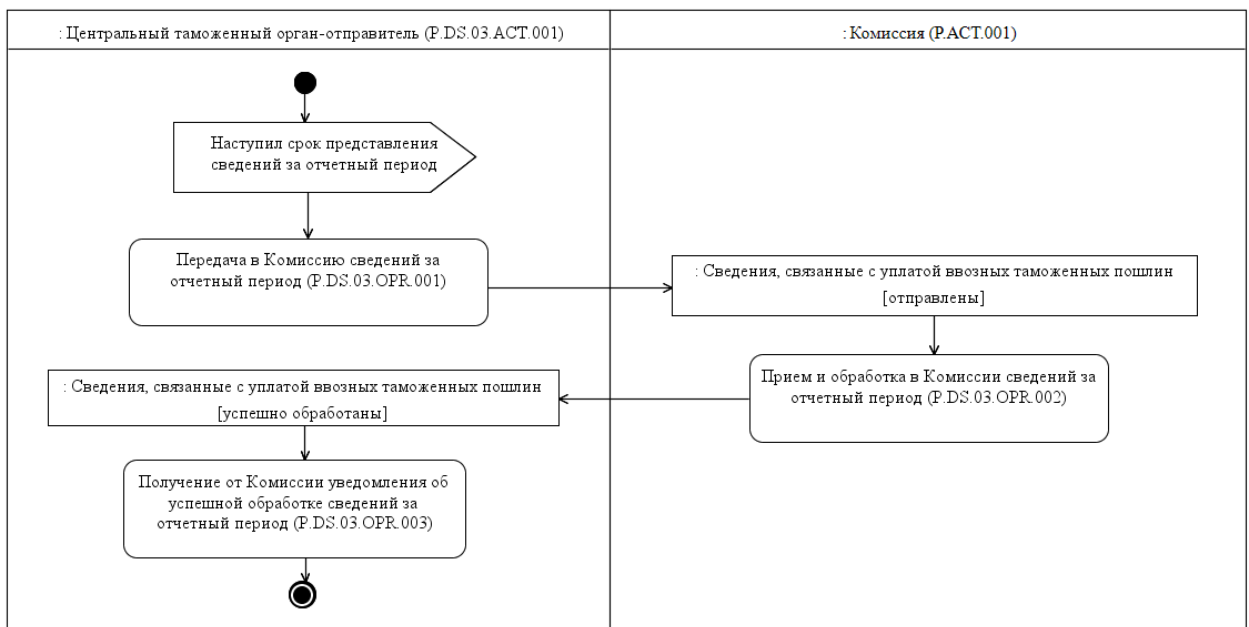 : Центральный таможенный орган-отправитель (P.DS.03.ACT.001)
: Комиссия (P.ACT.001)
Наступил срок представления
сведений за отчетный период
Передача в Комиссию сведений за
отчетный период (P.DS.03.OPR.001)
: Сведения, связанные с уплатой ввозных таможенных пошлин
[отправлены]
Прием и обработка в Комиссии сведений за
отчетный период (P.DS.03.OPR.002)
: Сведения, связанные с уплатой ввозных таможенных пошлин
[успешно обработаны]
Получение от Комиссии уведомления об
успешной обработке сведений за
отчетный период (P.DS.03.OPR.003)